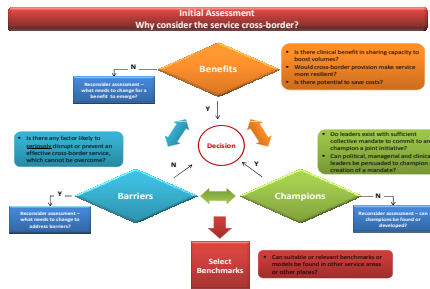 Initial Assessment
Why consider the service cross-border?
Benefits
N
Reconsider assessment –
what needs to change for a
benefit to emerge?
• Is there clinical benefit in sharing capacity to
boost volumes?
• Would cross-border provision make service
more resilient?
• Is there potential to save costs?
Y
Decision
• Is there any factor likely to
seriously disrupt or prevent an
effective cross-border service,
which cannot be overcome?
• Do leaders exist with sufficient
collective mandate to commit to an
champion a joint initiative?
• Can political, managerial and clinica
leaders be persuaded to champion
creation of a mandate?
N
Y
Barriers
Champions
Y
Reconsider assessment –
what needs to change to
address barriers?
N
Reconsider assessment – can
champions be found or
developed?
Select
Benchmarks
• Can suitable or relevant benchmarks or
models be found in other service areas
or other places?